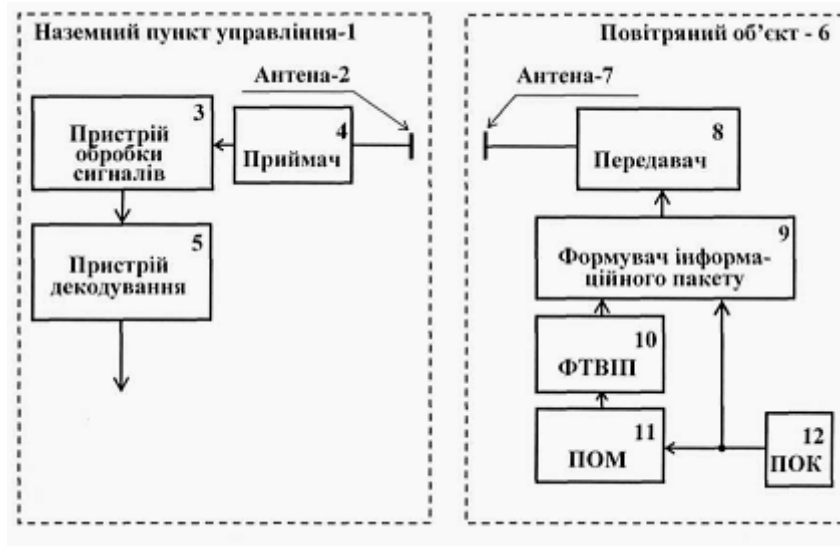 Наземний пункт управління-1
Антена-2
3
Пристрій
обробки
сигналів
4
Приймач
5
Пристрій
декодування
Повітряний об’єкт - 6
Антена-7
8
Передавач
9
Формувач інформа-
ційного пакету
10
ФТВІП
11
ПОМ
12
ПОК